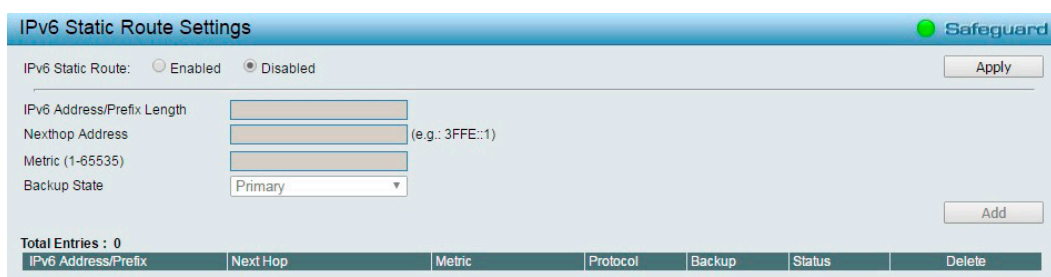 IPv6 Static Route Settings Safeguard
IPv6 Static Route: Enabled Disabled Apply
IPv6 Address/Prefix Length
Nexthop Address (e.g.: 3FFE::1)
Metric (1-65535)
Backup State Primary
Add
Total Entries : 0
IPv6 Address/Prefix Next Hop Metric Protocol Backup Status Delete